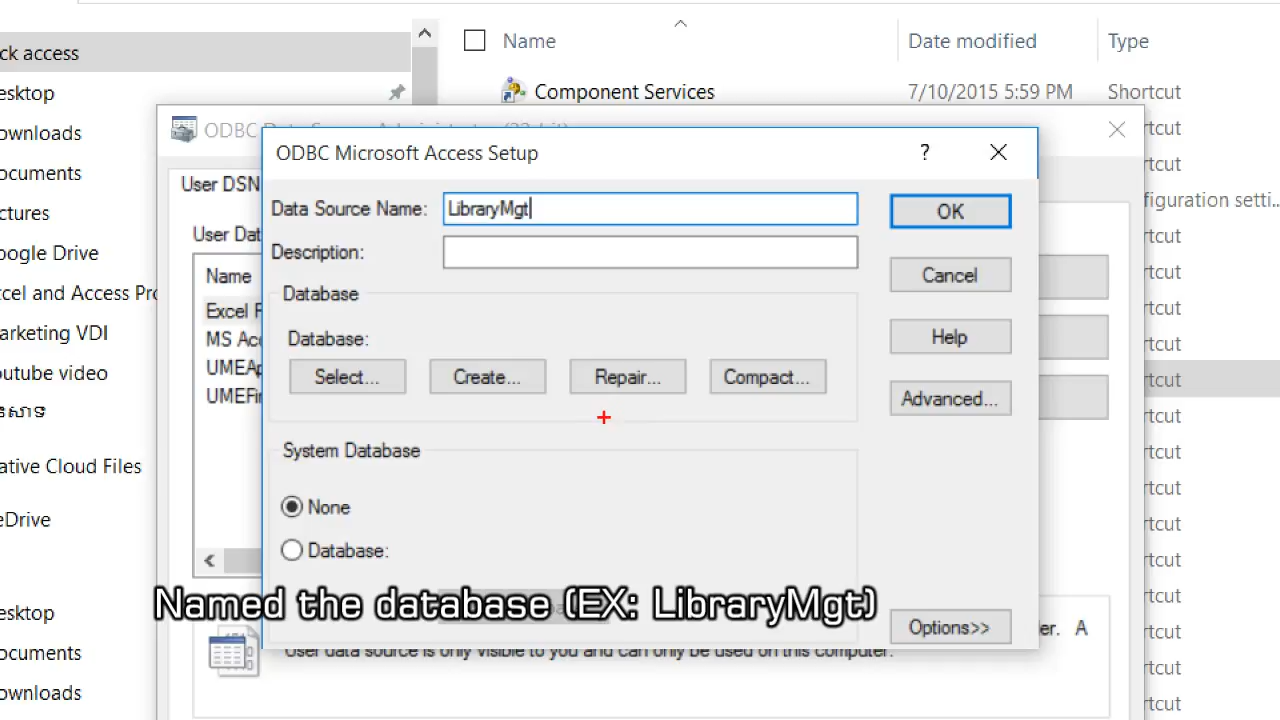 ck access
Name
Date modified
Type
esktop
Component Services
7/10/2015 5:59 PM
Shortcut
ownloads
ocuments
ctures
oogle Drive
cel and Access Pro
arketing VDI
outube video
ative Cloud Files
eDrive
esktop
ocuments
ownloads
rtcut
rtcut
figuration setti...
rtcut
rtcut
rtcut
rtcut
rtcut
rtcut
rtcut
rtcut
rtcut
rtcut
rtcut
rtcut
rtcut
ODBC
User DSN
User Dat
Name
Excel F
MS Acc
UMEAp
UMEFin
ODBC Microsoft Access Setup
?
Data Source Name: LibraryMgt
OK
Description:
Cancel
Database
Database:
Help
Select...
Create...
Repair...
Compact...
Advanced...
System Database
None
Database:
Named the database (EX: LibraryMgt)
Options>>
er. A
User data source is only visible to you and can only be used on this computer.